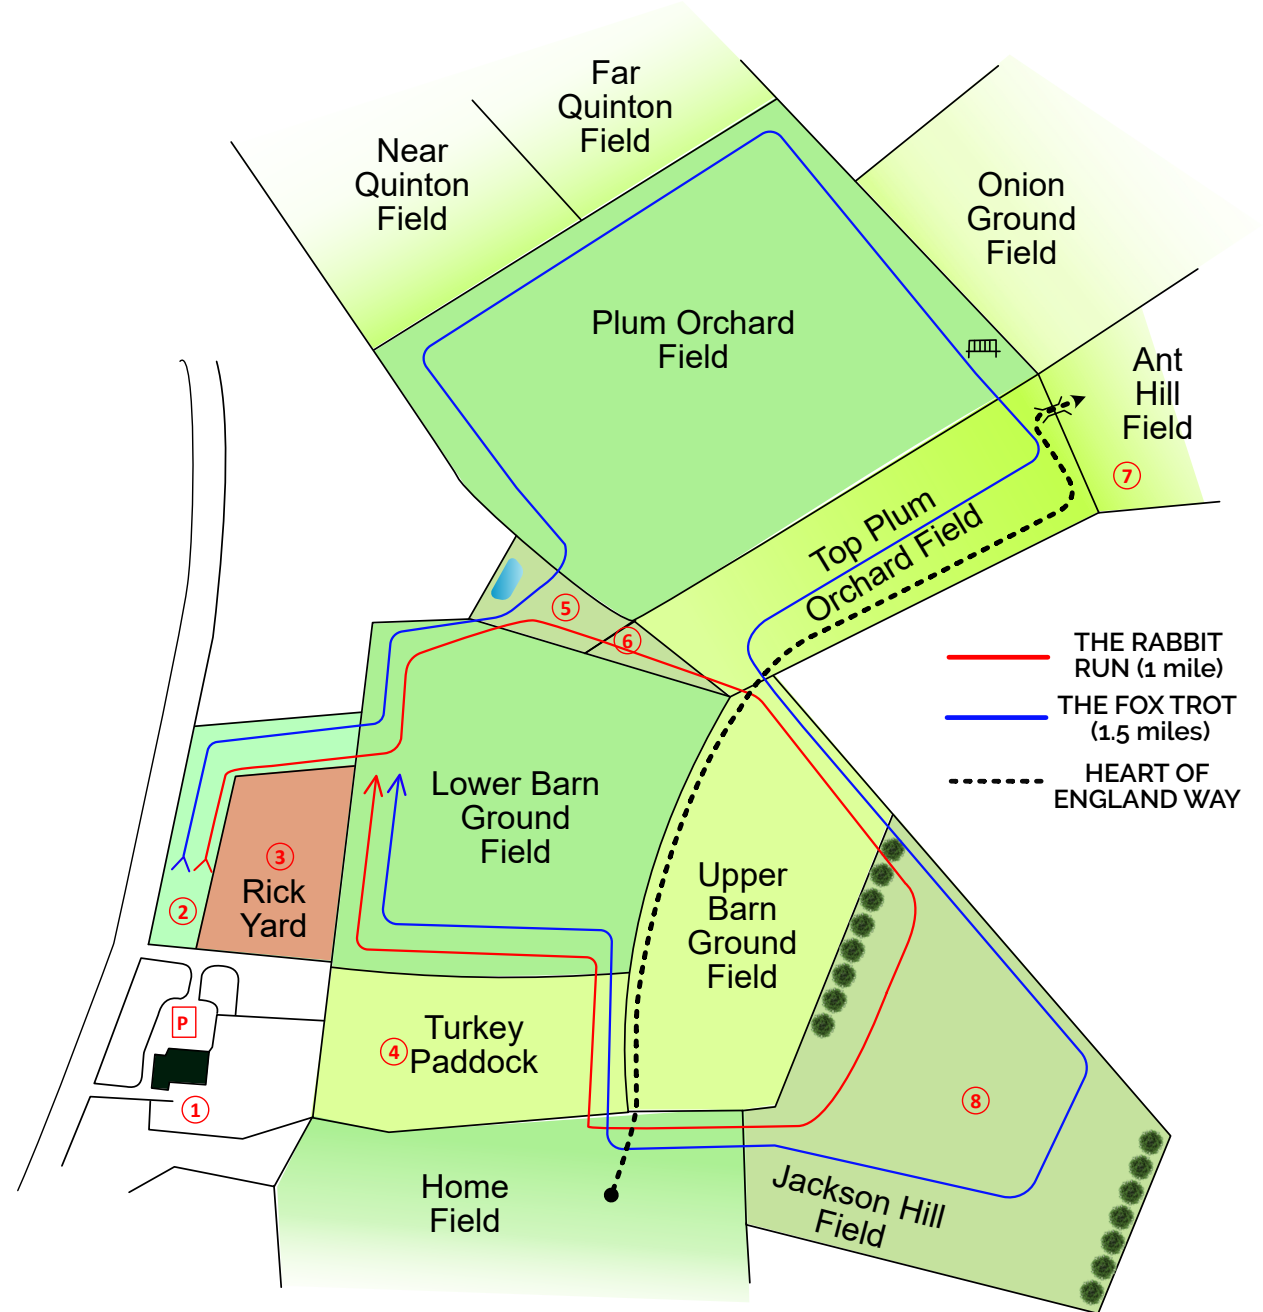 Far
Quinton
Field
Near
Quinton
Field
Onion
Ground
Field
Plum Orchard
Field
Ant
Hill
Field
7
Top Plum
Orchard Field
5
6
THE RABBIT
RUN (1 mile)
THE FOX TROT
(1.5 miles)
HEART OF
ENGLAND WAY
Lower Barn
Ground
Field
3
Rick
Yard
2
Upper
Barn
Ground
Field
P
4
Turkey
Paddock
1
8
Home
Field
Jackson Hill
Field